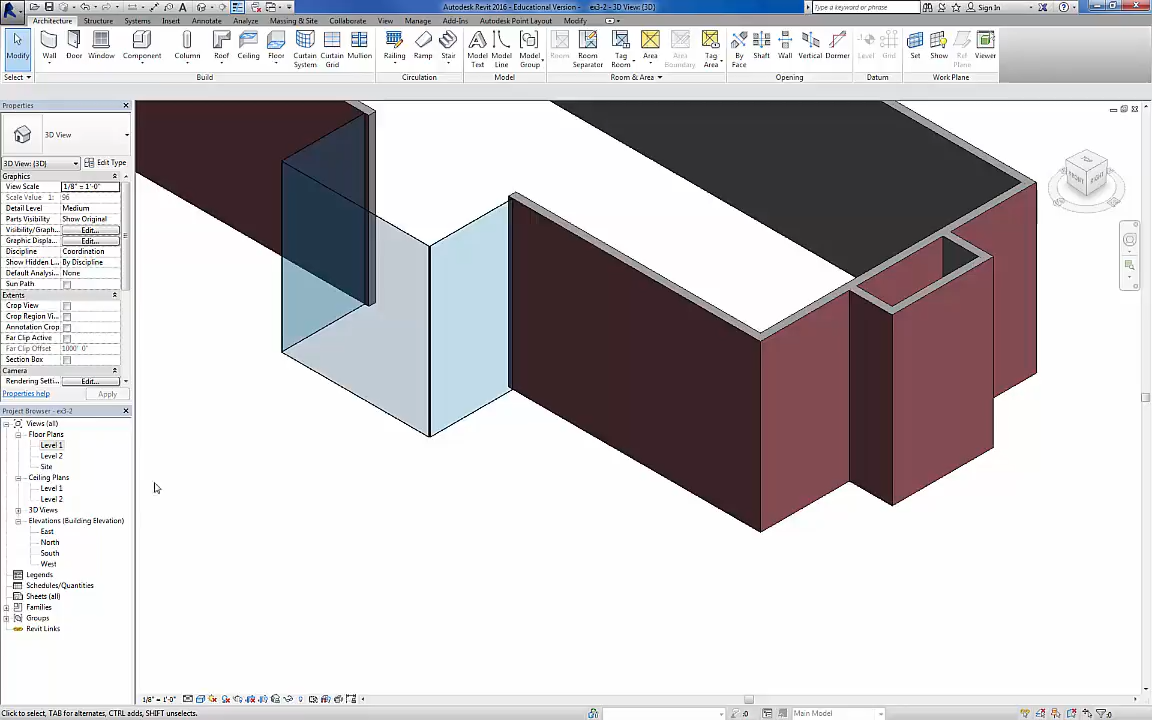 Autodesk Revit 2016 - Educational Version - ex3-2 - 3D View: {3D}
Type a keyword or phrase
Sign In
Architecture Structure Systems Insert Annotate Analyze Massing & Site Collaborate View Manage Add-Ins Autodesk Point Layout Modify
Modify Wall Door Window Component Column Roof Ceiling Floor Curtain System Curtain Grid Mullion Railing Ramp Stair Model Text Model Line Model Group Room Room Separator Tag Room Area Area Boundary Tag Area By Face Shaft Wall Vertical Dormer Level Grid Set Show Ref Plane Viewer
Select Build Circulation Model Room & Area Opening Datum Work Plane
Properties
3D View
3D View: {3D} Edit Type
Graphics
View Scale 1/8" = 1'-0"
Scale Value 1: 96
Detail Level Medium
Parts Visibility Show Original
Visibility/Graph... Edit...
Graphic Displa... Edit...
Discipline Coordination
Show Hidden L... By Discipline
Default Analysi... None
Sun Path
Extents
Crop View
Crop Region Vi...
Annotation Crop
Far Clip Active
Far Clip Offset 1000' 0"
Section Box
Camera
Rendering Setti... Edit...
Properties help Apply
Project Browser - ex3-2
Views (all)
Floor Plans
Level 1
Level 2
Site
Ceiling Plans
Level 1
Level 2
3D Views
Elevations (Building Elevation)
East
North
South
West
Legends
Schedules/Quantities
Sheets (all)
Families
Groups
Revit Links
TOP
FRONT
RIGHT
1/8" = 1'-0"
Click to select, TAB for alternates, CTRL adds, SHIFT unselects.
:0
Main Model
:0